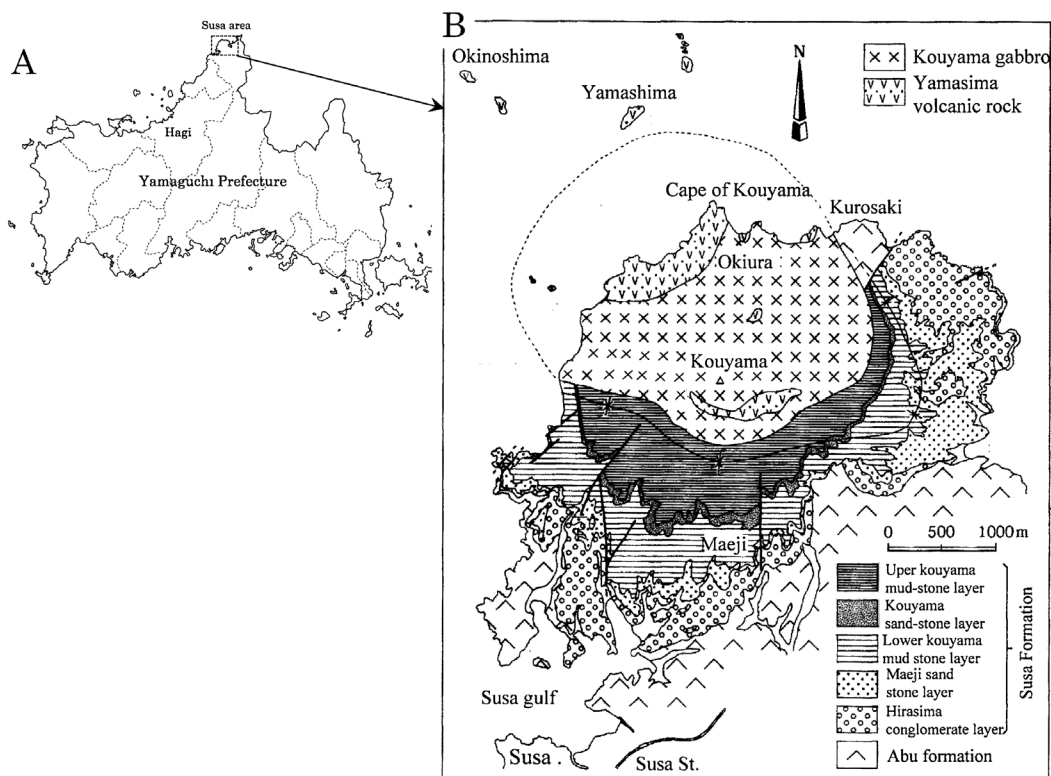 A
Susa area
Hagi
Yamaguchi Prefecture
B
Okinoshima
Yamashima
N
Kouyama gabbro
Yamasima
volcanic rock
Cape of Kouyama
Kurosaki
Okiura
Kouyama
Maeji
0 500 1000 m
Uper kouyama
mud-stone layer
Kouyama
sand-stone layer
Lower kouyama
mud stone layer
Maeji sand
stone layer
Hirasima
conglomerate layer
Abu formation
Susa Formation
Susa gulf
Susa .
Susa St.